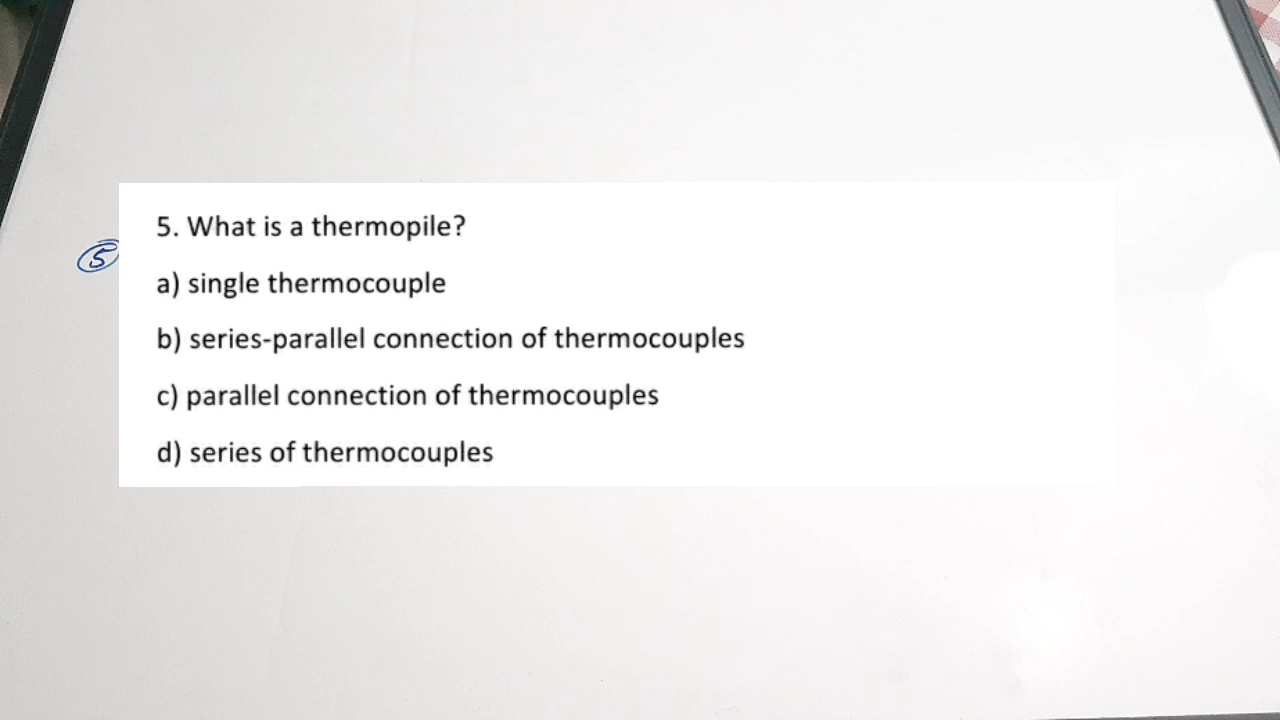 5. What is a thermopile?
5
a) single thermocouple
b) series-parallel connection of thermocouples
c) parallel connection of thermocouples
d) series of thermocouples